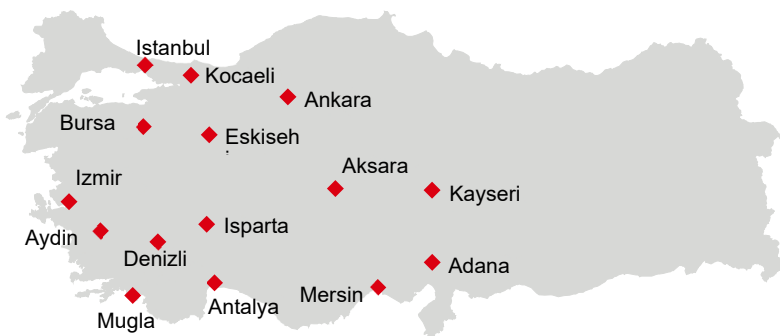 Istanbul
Kocaeli
Ankara
Bursa
Eskiseh
Aksara
Izmir
Kayseri
Isparta
Aydin
Denizli
Adana
Mersin
Antalya
Mugla